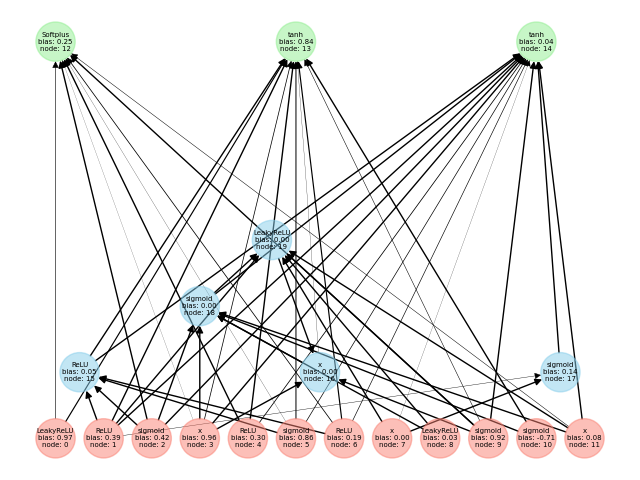 Softplus
bias: 0.25
node: 12
tanh
bias: 0.84
node: 13
tanh
bias: 0.04
node: 14
LeakyReLU
bias: 0.00
node: 19
sigmoid
bias: 0.00
node: 18
ReLU
bias: 0.05
node: 15
x
bias: 0.00
node: 16
sigmoid
bias: 0.14
node: 17
LeakyReLU
bias: 0.97
node: 0
ReLU
bias: 0.39
node: 1
sigmoid
bias: 0.42
node: 2
x
bias: 0.96
node: 3
ReLU
bias: 0.30
node: 4
sigmoid
bias: 0.86
node: 5
ReLU
bias: 0.19
node: 6
x
bias: 0.00
node: 7
LeakyReLU
bias: 0.03
node: 8
sigmoid
bias: 0.92
node: 9
sigmoid
bias: -0.71
node: 10
x
bias: 0.08
node: 11